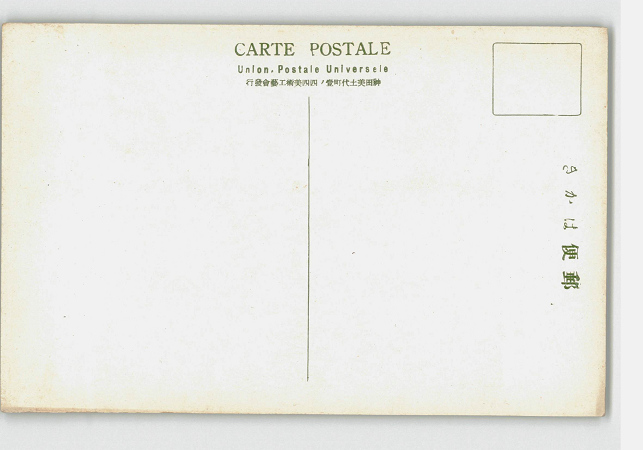 CARTE POSTALE
Union Postale Universele
行發會藝工術美四四ノ壹町代土美田神
きかは便郵